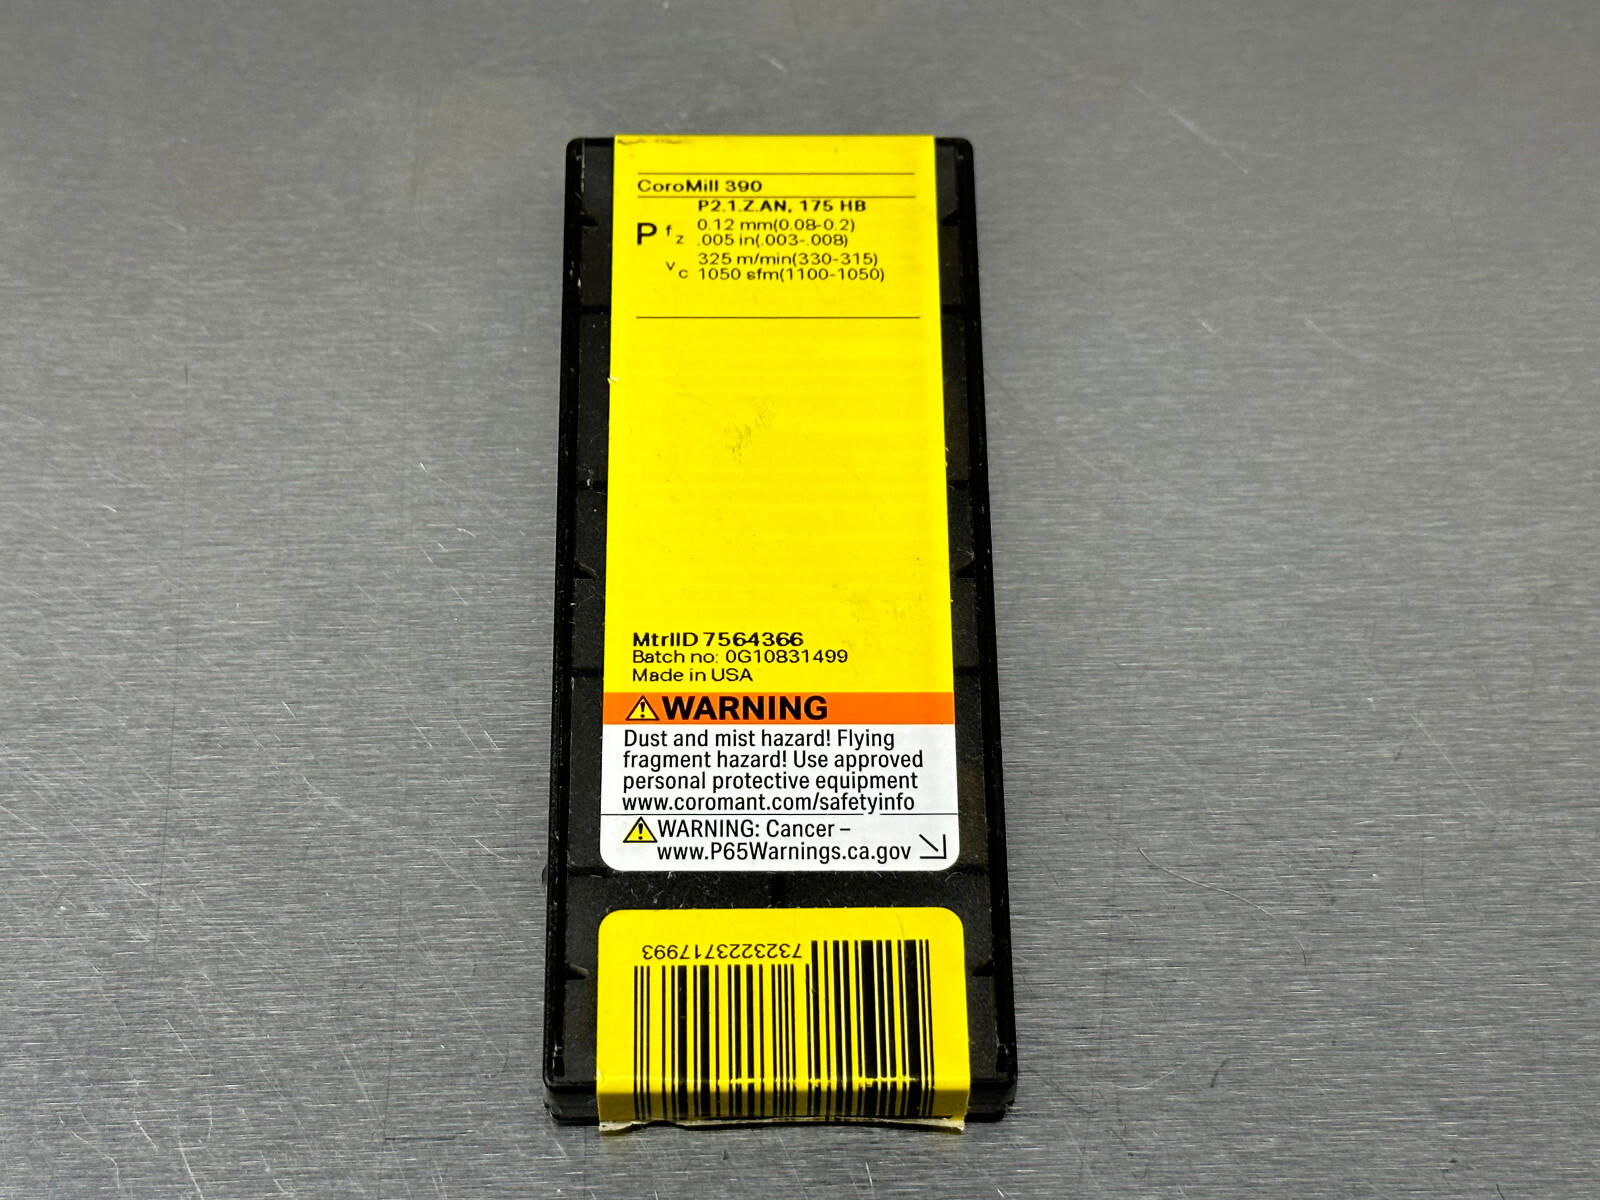 CoroMill 390
P2.1.Z.AN, 175 HB
P fz 0.12 mm(0.08-0.2)
.005 in(.003-.008)
vc 325 m/min(330-315)
1050 sfm(1100-1050)
MtrlID 7564366
Batch no: 0G10831499
Made in USA
WARNING
Dust and mist hazard! Flying
fragment hazard! Use approved
personal protective equipment
www.coromant.com/safetyinfo
WARNING: Cancer –
www.P65Warnings.ca.gov
7323223717993